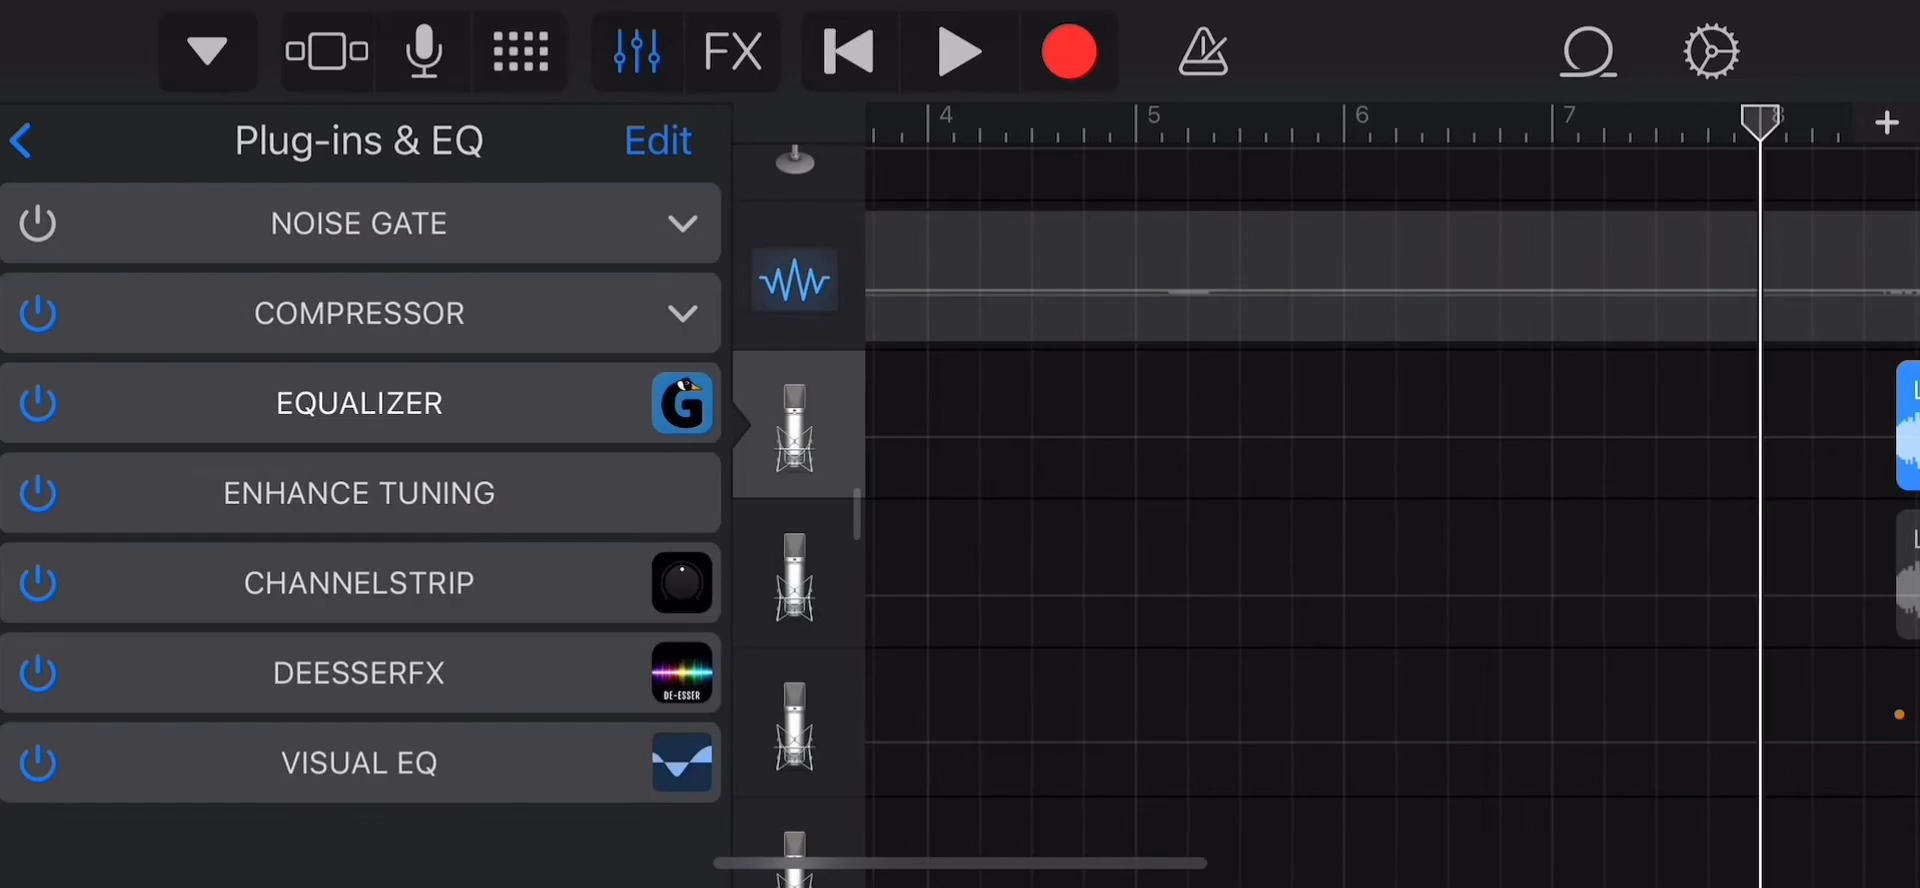 FX
Plug-ins & EQ
Edit
4
5
6
7
8
NOISE GATE
COMPRESSOR
EQUALIZER
G
ENHANCE TUNING
CHANNELSTRIP
DEESSERFX
DE-ESSER
VISUAL EQ